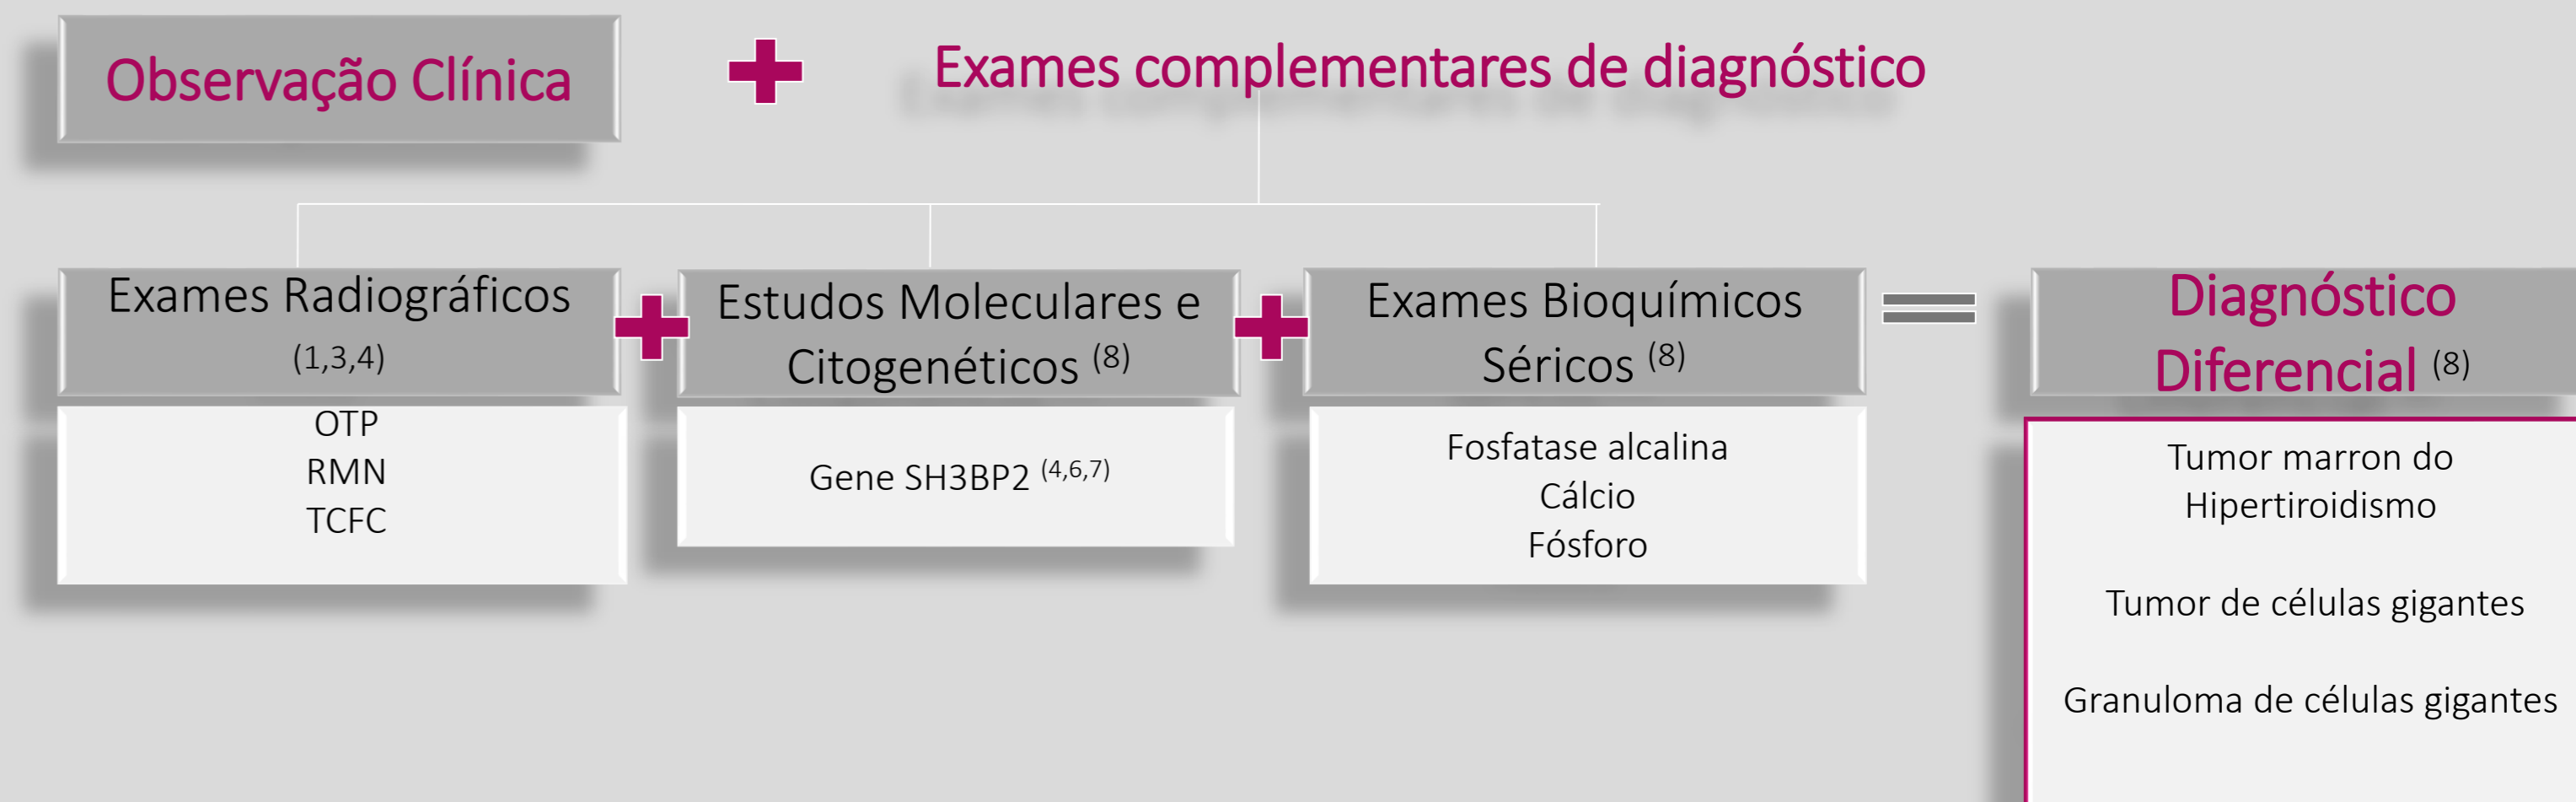 Observação Clínica
Exames complementares de diagnóstico
Exames Radiográficos
(1,3,4)
OTP
RMN
TCFC
Estudos Moleculares e
Citogenéticos (8)
Gene SH3BP2 (4,6,7)
Exames Bioquímicos
Séricos (8)
Fosfatase alcalina
Cálcio
Fósforo
Diagnóstico
Diferencial (8)
Tumor marron do
Hipertiroidismo
Tumor de células gigantes
Granuloma de células gigantes